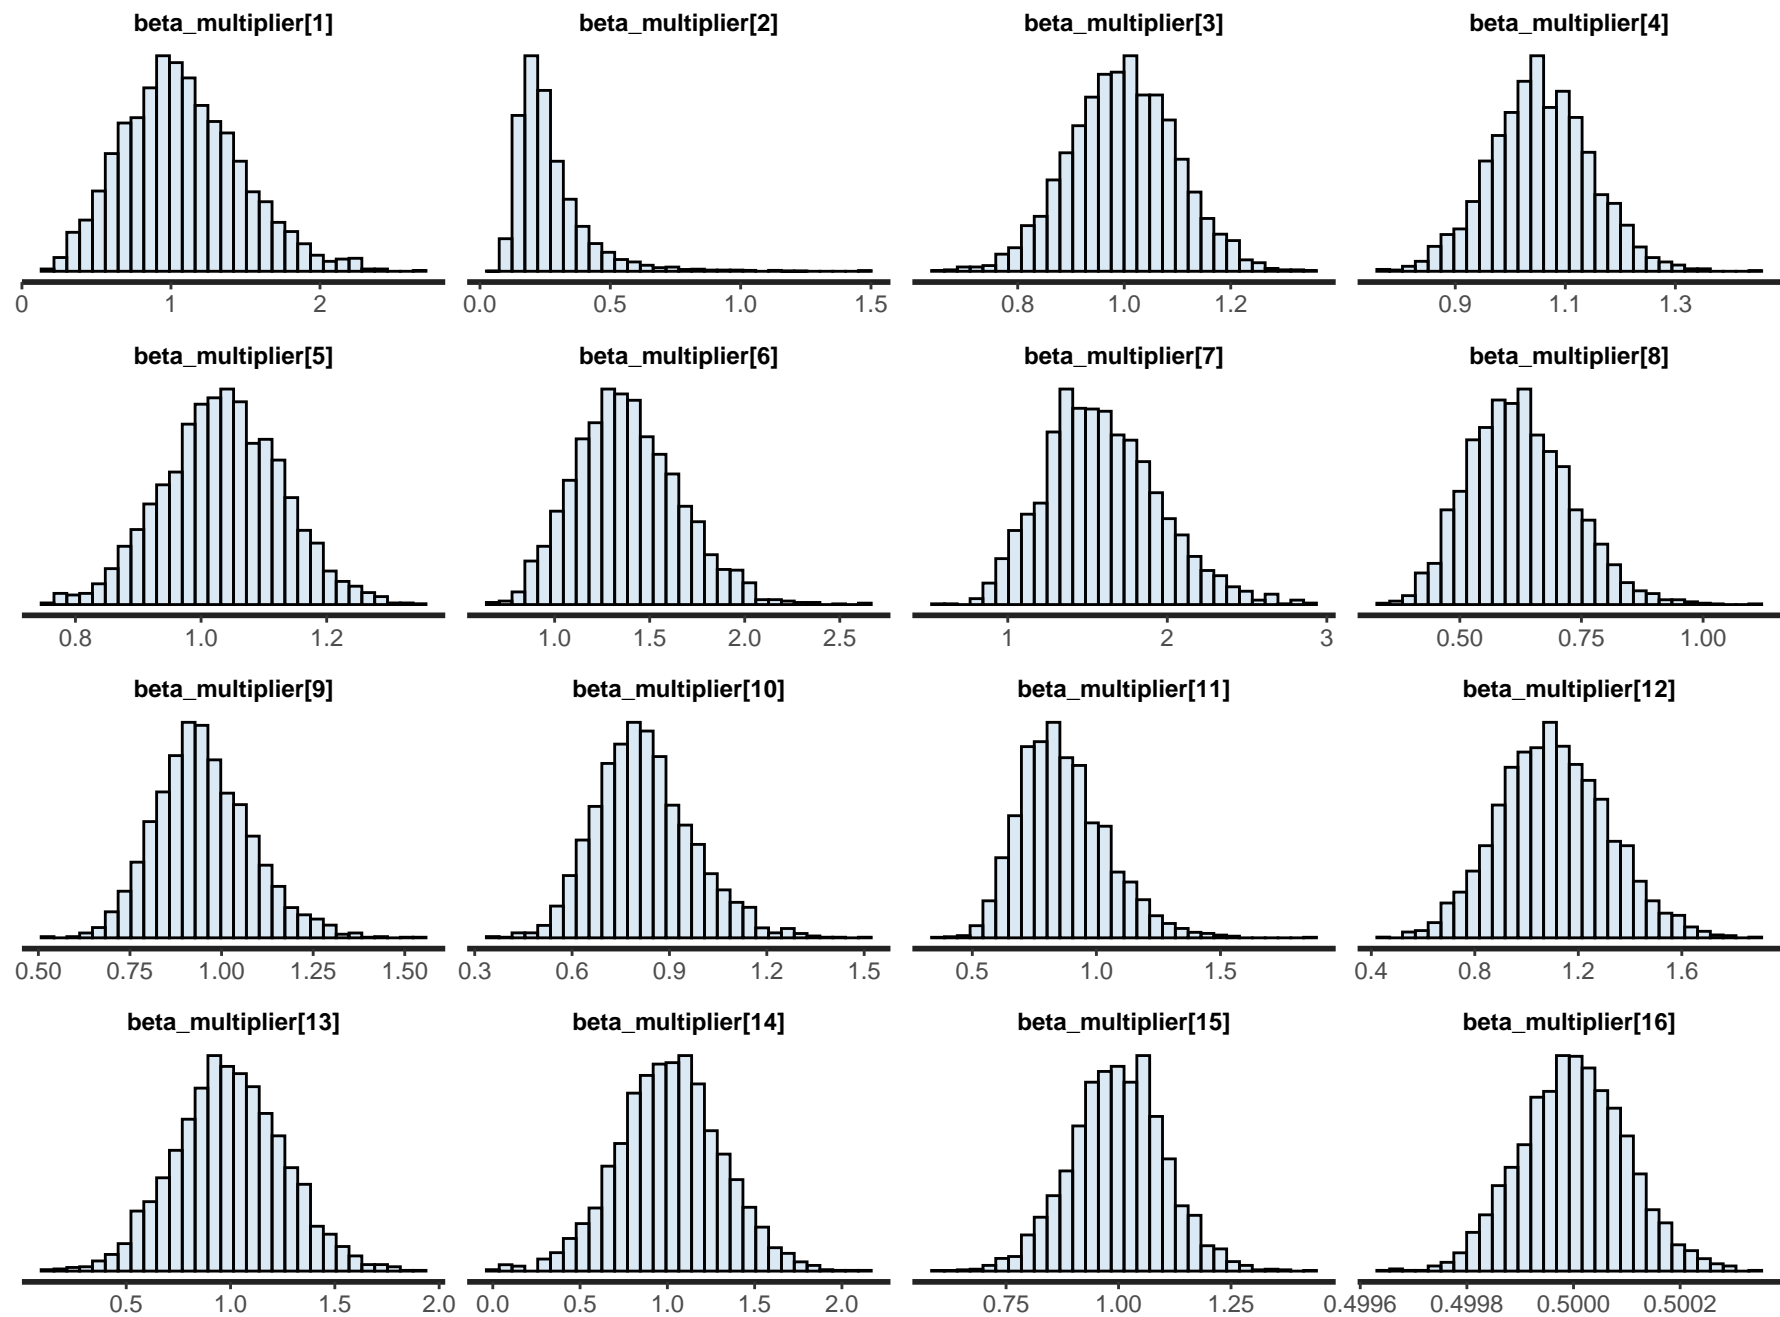 beta_multiplier[1] beta_multiplier[2] beta_multiplier[3] beta_multiplier[4]
0 1 2 0.0 0.5 1.0 1.5 0.8 1.0 1.2 0.9 1.1 1.3
beta_multiplier[5] beta_multiplier[6] beta_multiplier[7] beta_multiplier[8]
0.8 1.0 1.2 1.0 1.5 2.0 2.5 1 2 3 0.50 0.75 1.00
beta_multiplier[9] beta_multiplier[10] beta_multiplier[11] beta_multiplier[12]
0.50 0.75 1.00 1.25 1.50 0.3 0.6 0.9 1.2 1.5 0.5 1.0 1.5 0.4 0.8 1.2 1.6
beta_multiplier[13] beta_multiplier[14] beta_multiplier[15] beta_multiplier[16]
0.5 1.0 1.5 2.0 0.0 0.5 1.0 1.5 2.0 0.75 1.00 1.25 0.4996 0.4998 0.5000 0.5002